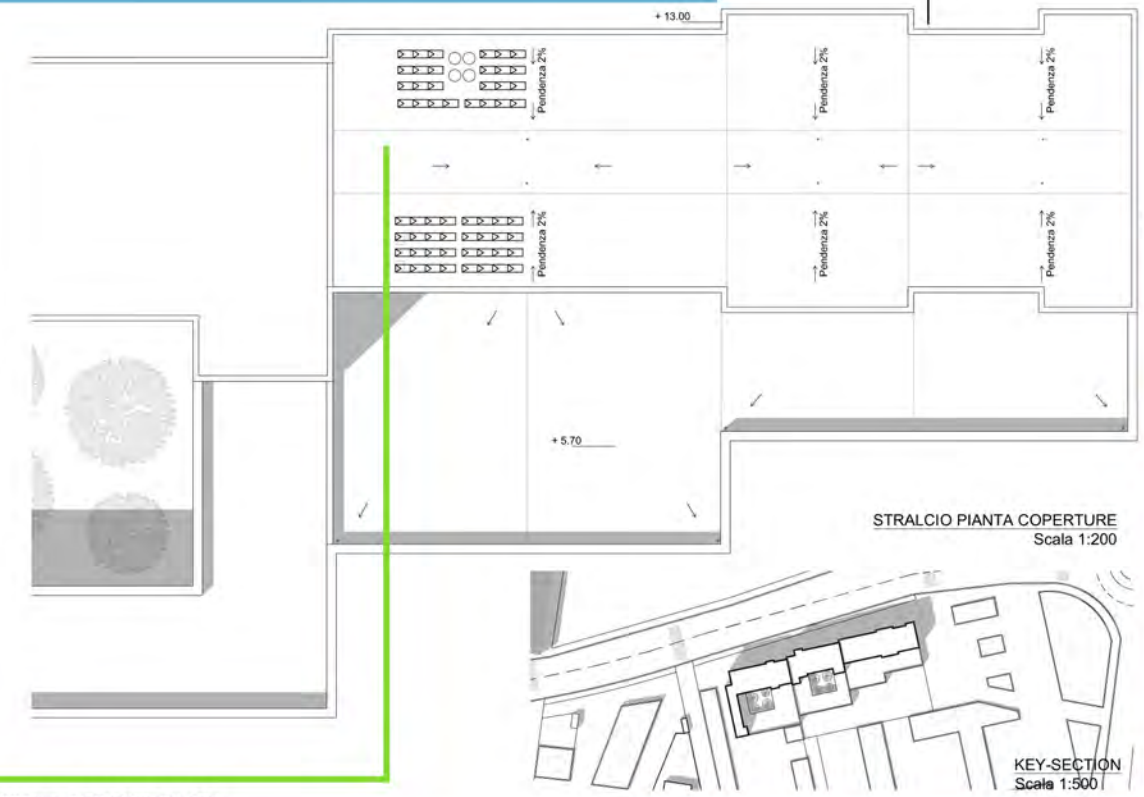 + 13.00
Pendenza 2%
Pendenza 2%
Pendenza 2%
Pendenza 2%
Pendenza 2%
Pendenza 2%
+ 5.70
STRALCIO PIANTA COPERTURE
Scala 1:200
KEY-SECTION
Scala 1:500